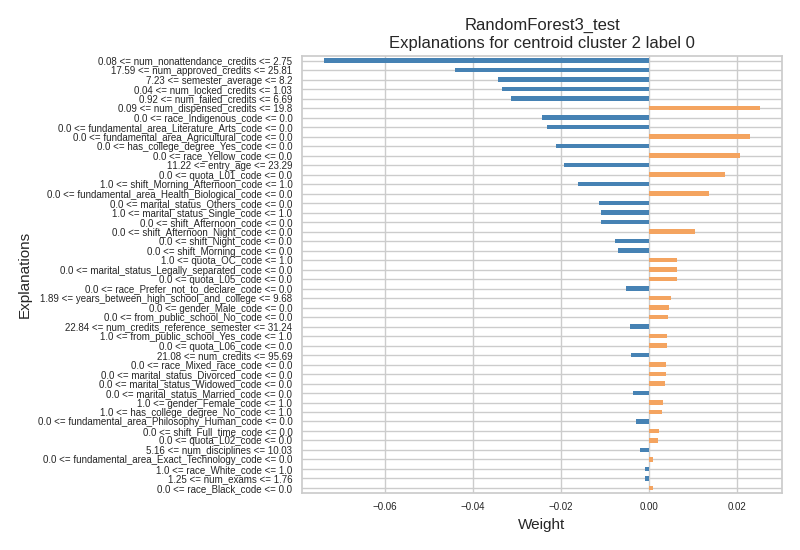 RandomForest3_test
Explanations for centroid cluster 2 label 0
0.08 <= num_nonattendance_credits <= 2.75
17.59 <= num_approved_credits <= 25.81
7.23 <= semester_average <= 8.2
0.04 <= num_locked_credits <= 1.03
0.92 <= num_failed_credits <= 6.69
0.09 <= num_dispensed_credits <= 19.8
0.0 <= race_Indigenous_code <= 0.0
0.0 <= fundamental_area_Literature_Arts_code <= 0.0
0.0 <= fundamental_area_Agricultural_code <= 0.0
0.0 <= has_college_degree_Yes_code <= 0.0
0.0 <= race_Yellow_code <= 0.0
11.22 <= entry_age <= 23.29
0.0 <= quota_L01_code <= 0.0
1.0 <= shift_Morning_Afternoon_code <= 1.0
0.0 <= fundamental_area_Health_Biological_code <= 0.0
0.0 <= marital_status_Others_code <= 0.0
1.0 <= marital_status_Single_code <= 1.0
0.0 <= shift_Afternoon_code <= 0.0
0.0 <= shift_Afternoon_Night_code <= 0.0
0.0 <= shift_Night_code <= 0.0
0.0 <= shift_Morning_code <= 0.0
1.0 <= quota_OC_code <= 1.0
0.0 <= marital_status_Legally_separated_code <= 0.0
0.0 <= quota_L05_code <= 0.0
0.0 <= race_Prefer_not_to_declare_code <= 0.0
1.89 <= years_between_high_school_and_college <= 9.68
0.0 <= gender_Male_code <= 0.0
0.0 <= from_public_school_No_code <= 0.0
22.84 <= num_credits_reference_semester <= 31.24
1.0 <= from_public_school_Yes_code <= 1.0
0.0 <= quota_L06_code <= 0.0
21.08 <= num_credits <= 95.69
0.0 <= race_Mixed_race_code <= 0.0
0.0 <= marital_status_Divorced_code <= 0.0
0.0 <= marital_status_Widowed_code <= 0.0
0.0 <= marital_status_Married_code <= 0.0
1.0 <= gender_Female_code <= 1.0
1.0 <= has_college_degree_No_code <= 1.0
0.0 <= fundamental_area_Philosophy_Human_code <= 0.0
0.0 <= shift_Full_time_code <= 0.0
0.0 <= quota_L02_code <= 0.0
5.16 <= num_disciplines <= 10.03
0.0 <= fundamental_area_Exact_Technology_code <= 0.0
1.0 <= race_White_code <= 1.0
1.25 <= num_exams <= 1.76
0.0 <= race_Black_code <= 0.0
Explanations
−0.06 −0.04 −0.02 0.00 0.02
Weight